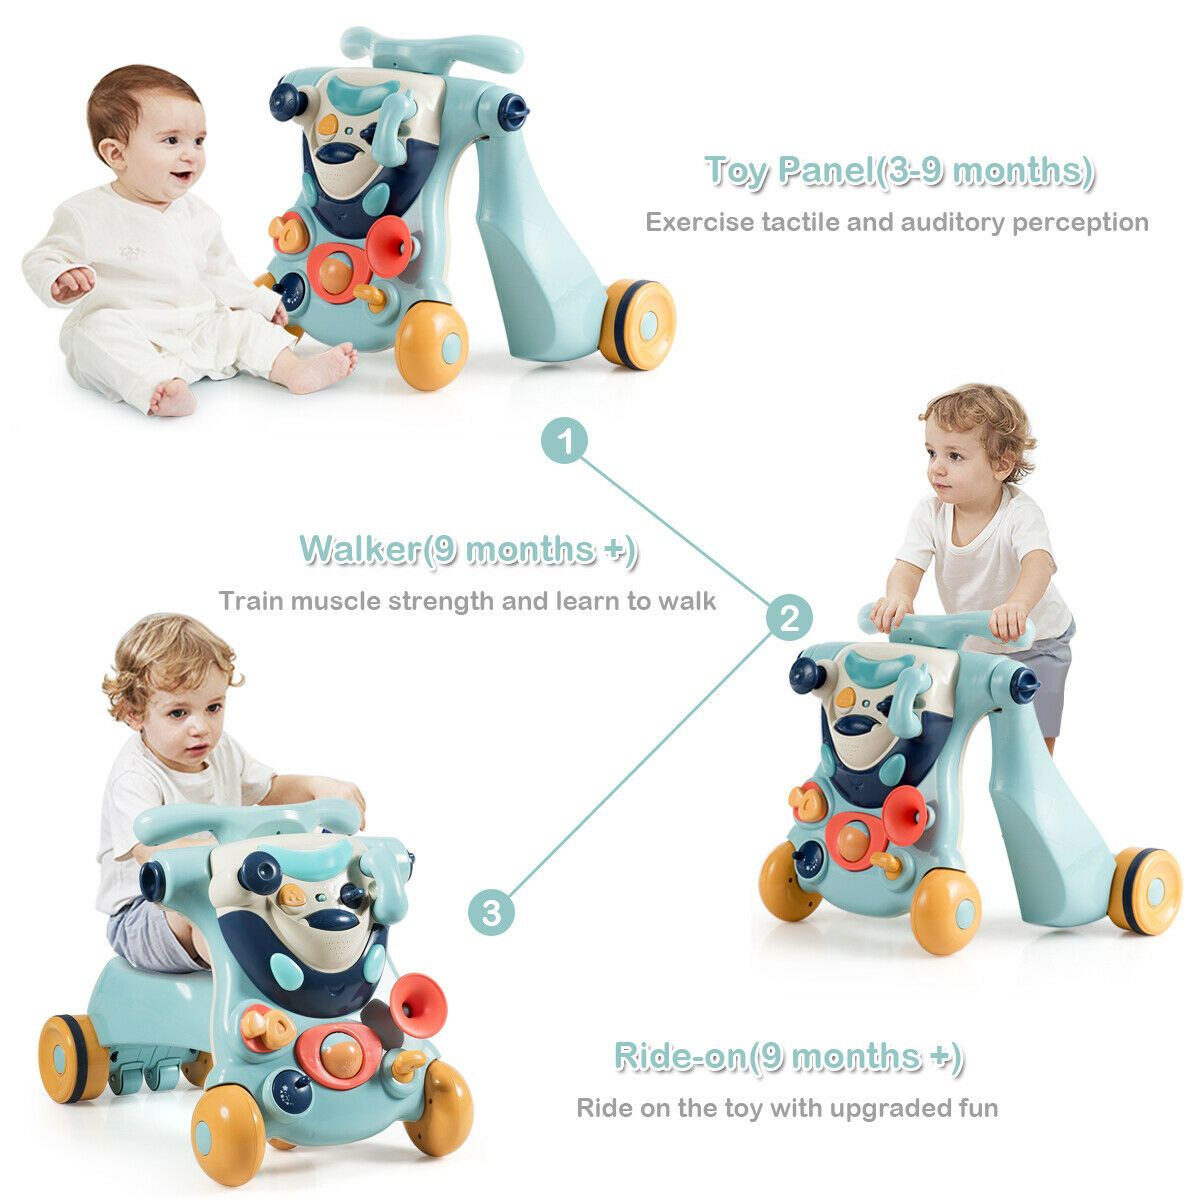 Toy Panel(3-9 months)
Exercise tactile and auditory perception
1
Walker(9 months +)
Train muscle strength and learn to walk
2
3
Ride-on(9 months +)
Ride on the toy with upgraded fun